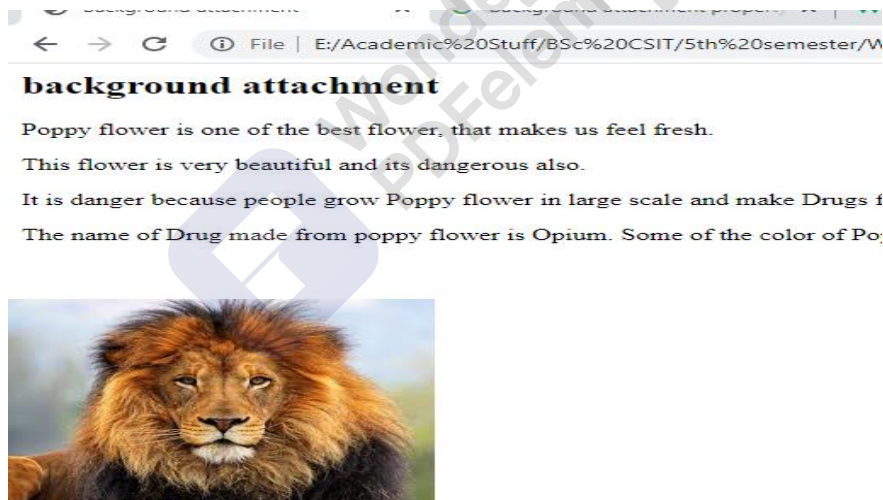 File | E:/Academic%20Stuff/BSc%20CSIT/5th%20semester/W
background attachment
Poppy flower is one of the best flower, that makes us feel fresh.
This flower is very beautiful and its dangerous also.
It is danger because people grow Poppy flower in large scale and make Drugs f
The name of Drug made from poppy flower is Opium. Some of the color of Po